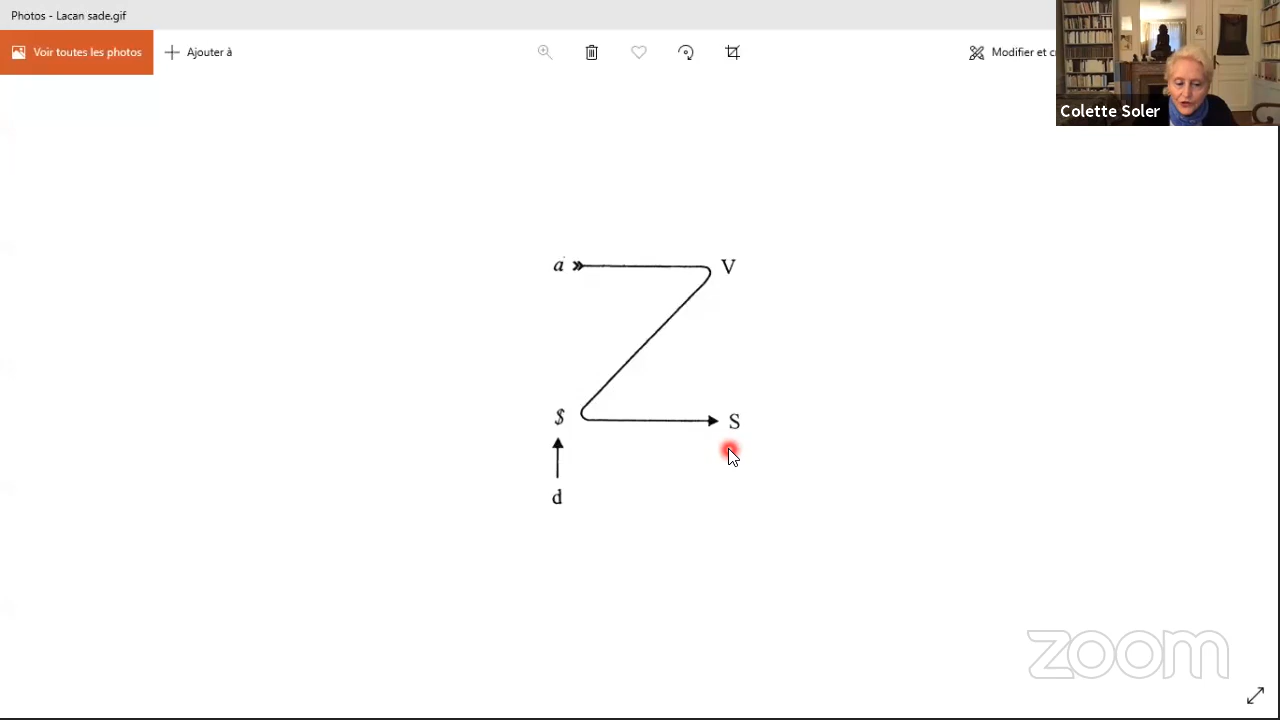 Photos - Lacan sade.gif
Voir toutes les photos
Ajouter à
Modifier et c
Colette Soler
a V
$ S
d
zoom